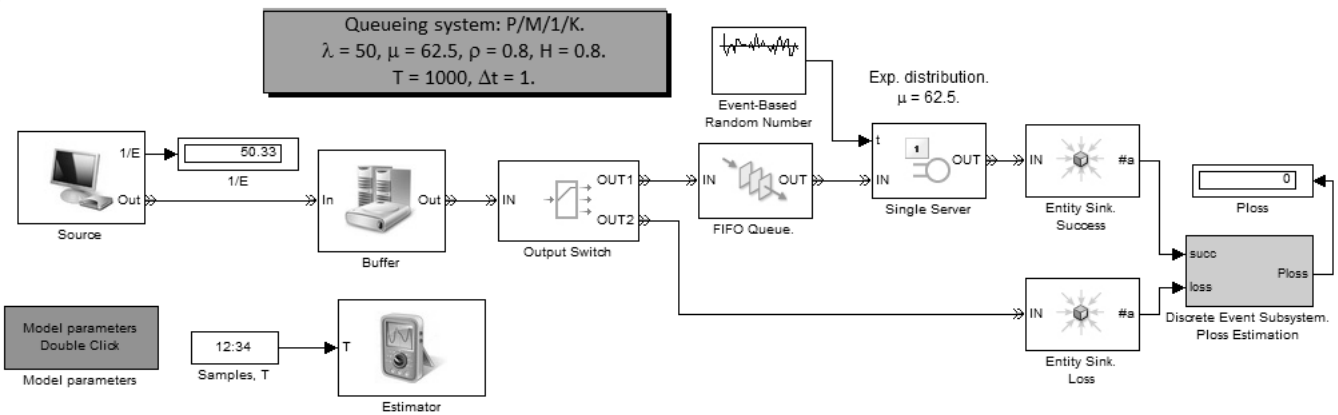 Queueing system: P/M/1/K.
λ = 50, μ = 62.5, ρ = 0.8, H = 0.8.
T = 1000, Δt = 1.
Event-Based
Random Number
Exp. distribution.
μ = 62.5.
1/E
Out
Source
50.33
1/E
In
Out
Buffer
IN
OUT1
OUT2
Output Switch
IN
OUT
FIFO Queue.
t
IN
1
OUT
Single Server
IN
#a
Entity Sink.
Success
0
Ploss
succ
loss
Ploss
Discrete Event Subsystem.
Ploss Estimation
IN
#a
Entity Sink.
Loss
Model parameters
Double Click
Model parameters
12:34
Samples, T
T
Estimator